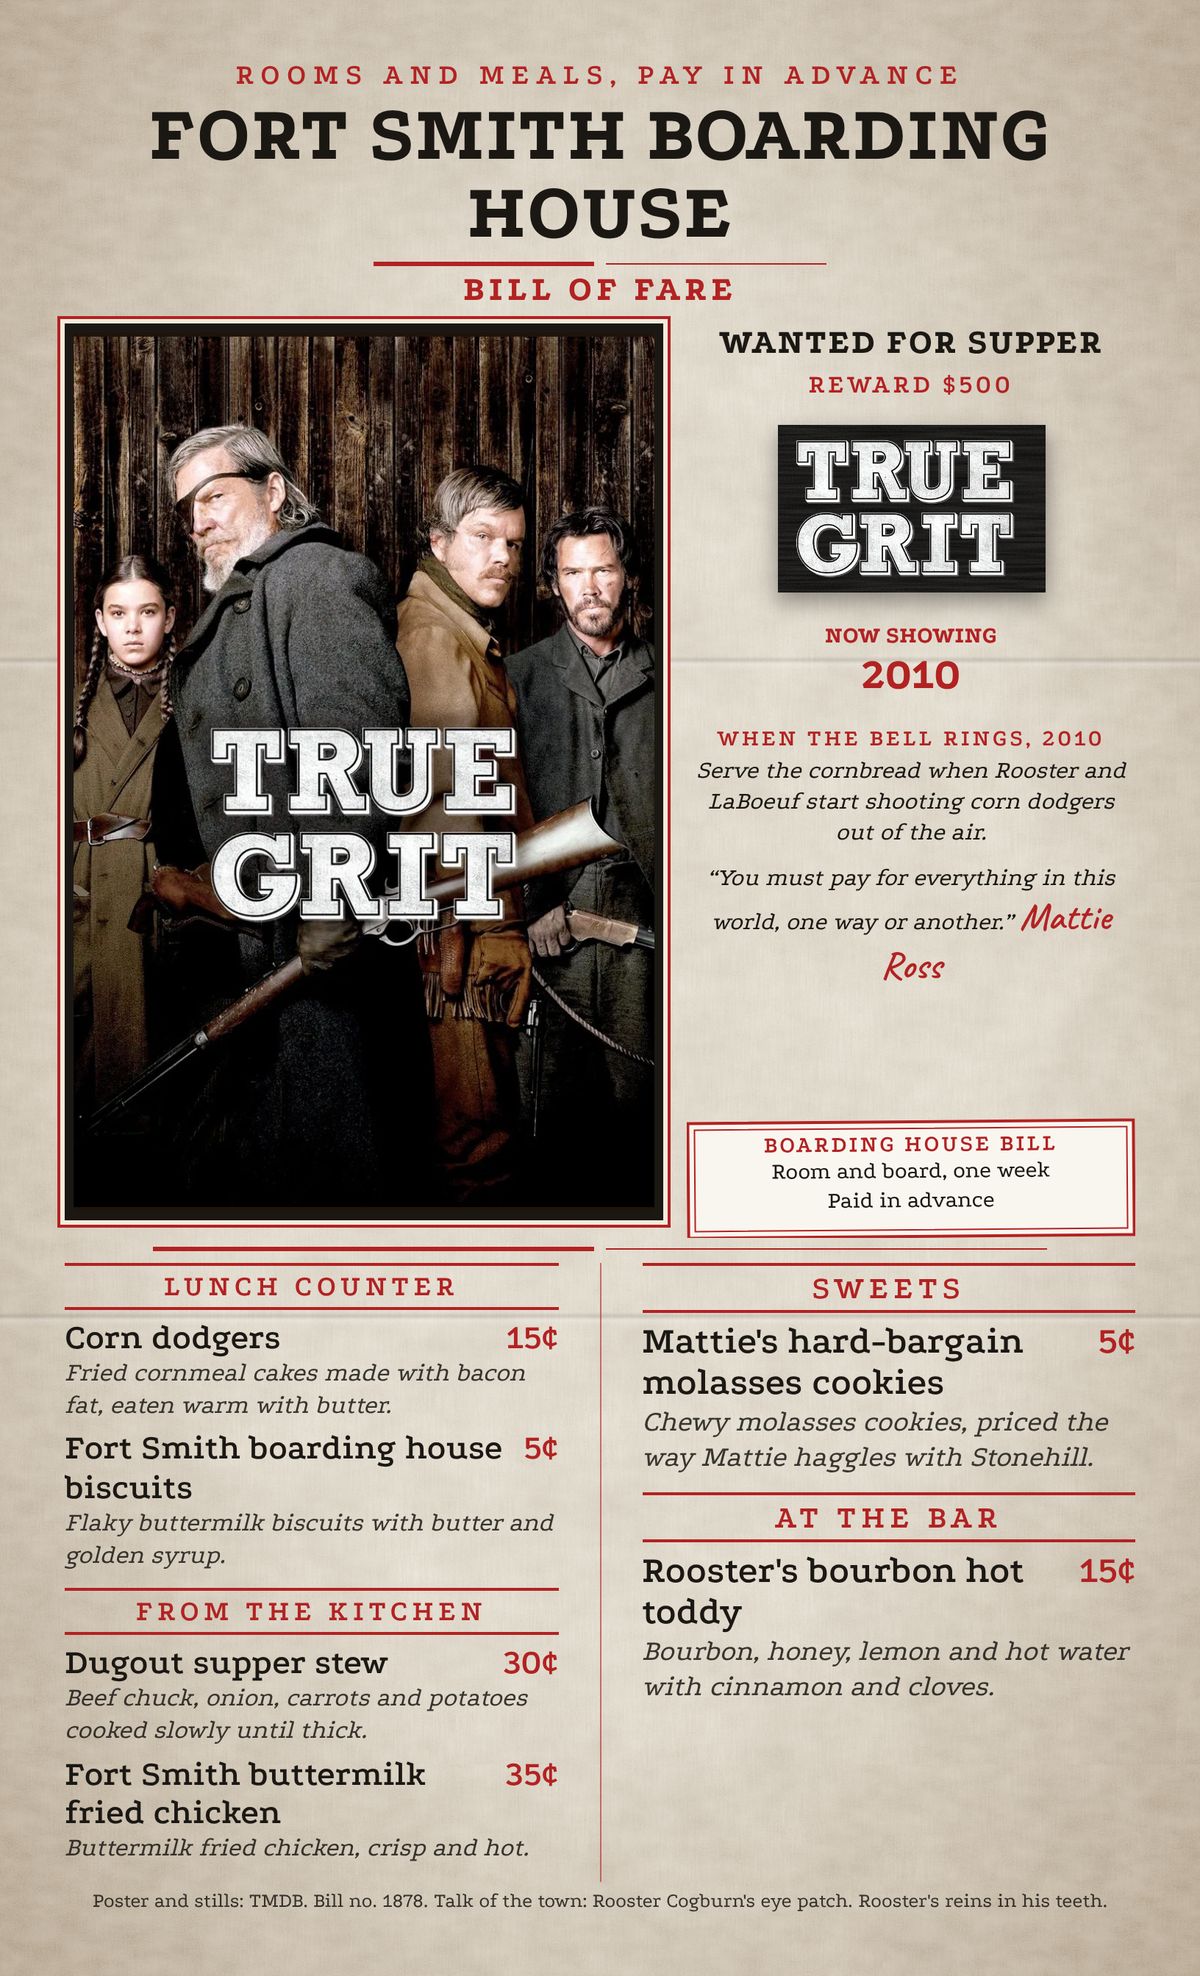 ROOMS AND MEALS, PAY IN ADVANCE
FORT SMITH BOARDING
HOUSE
BILL OF FARE
TRUE
GRIT
WANTED FOR SUPPER
REWARD $500
TRUE
GRIT
NOW SHOWING
2010
WHEN THE BELL RINGS, 2010
Serve the cornbread when Rooster and
LaBoeuf start shooting corn dodgers
out of the air.
“You must pay for everything in this
world, one way or another.” Mattie
Ross
BOARDING HOUSE BILL
Room and board, one week
Paid in advance
LUNCH COUNTER
Corn dodgers 15¢
Fried cornmeal cakes made with bacon
fat, eaten warm with butter.
Fort Smith boarding house 5¢
biscuits
Flaky buttermilk biscuits with butter and
golden syrup.
FROM THE KITCHEN
Dugout supper stew 30¢
Beef chuck, onion, carrots and potatoes
cooked slowly until thick.
Fort Smith buttermilk 35¢
fried chicken
Buttermilk fried chicken, crisp and hot.
SWEETS
Mattie's hard-bargain 5¢
molasses cookies
Chewy molasses cookies, priced the
way Mattie haggles with Stonehill.
AT THE BAR
Rooster's bourbon hot 15¢
toddy
Bourbon, honey, lemon and hot water
with cinnamon and cloves.
Poster and stills: TMDB. Bill no. 1878. Talk of the town: Rooster Cogburn's eye patch. Rooster's reins in his teeth.